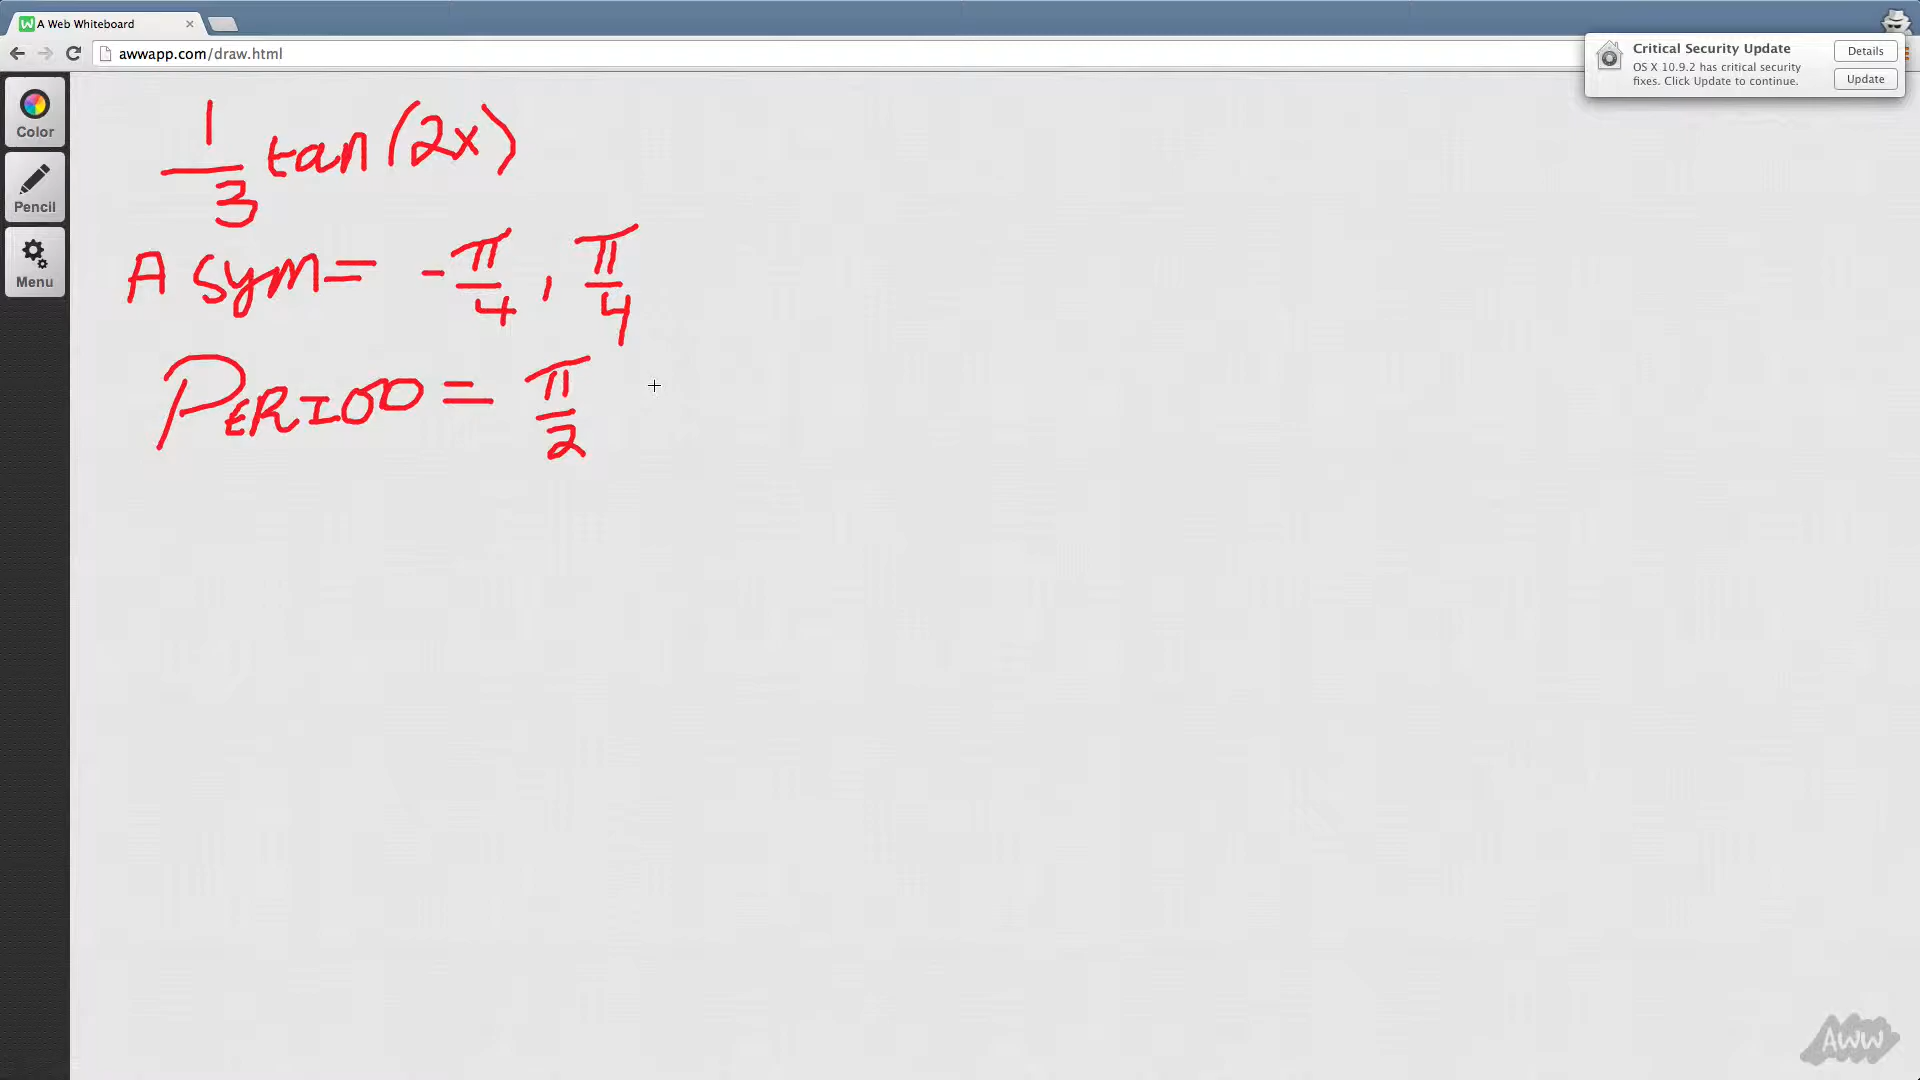 A Web Whiteboard
awwapp.com/draw.html
Critical Security Update
OS X 10.9.2 has critical security
fixes. Click Update to continue.
Details
Update
Color
Pencil
Menu
1/3 tan(2x)
Asym = -π/4, π/4
PERIOD = π/2
AWW